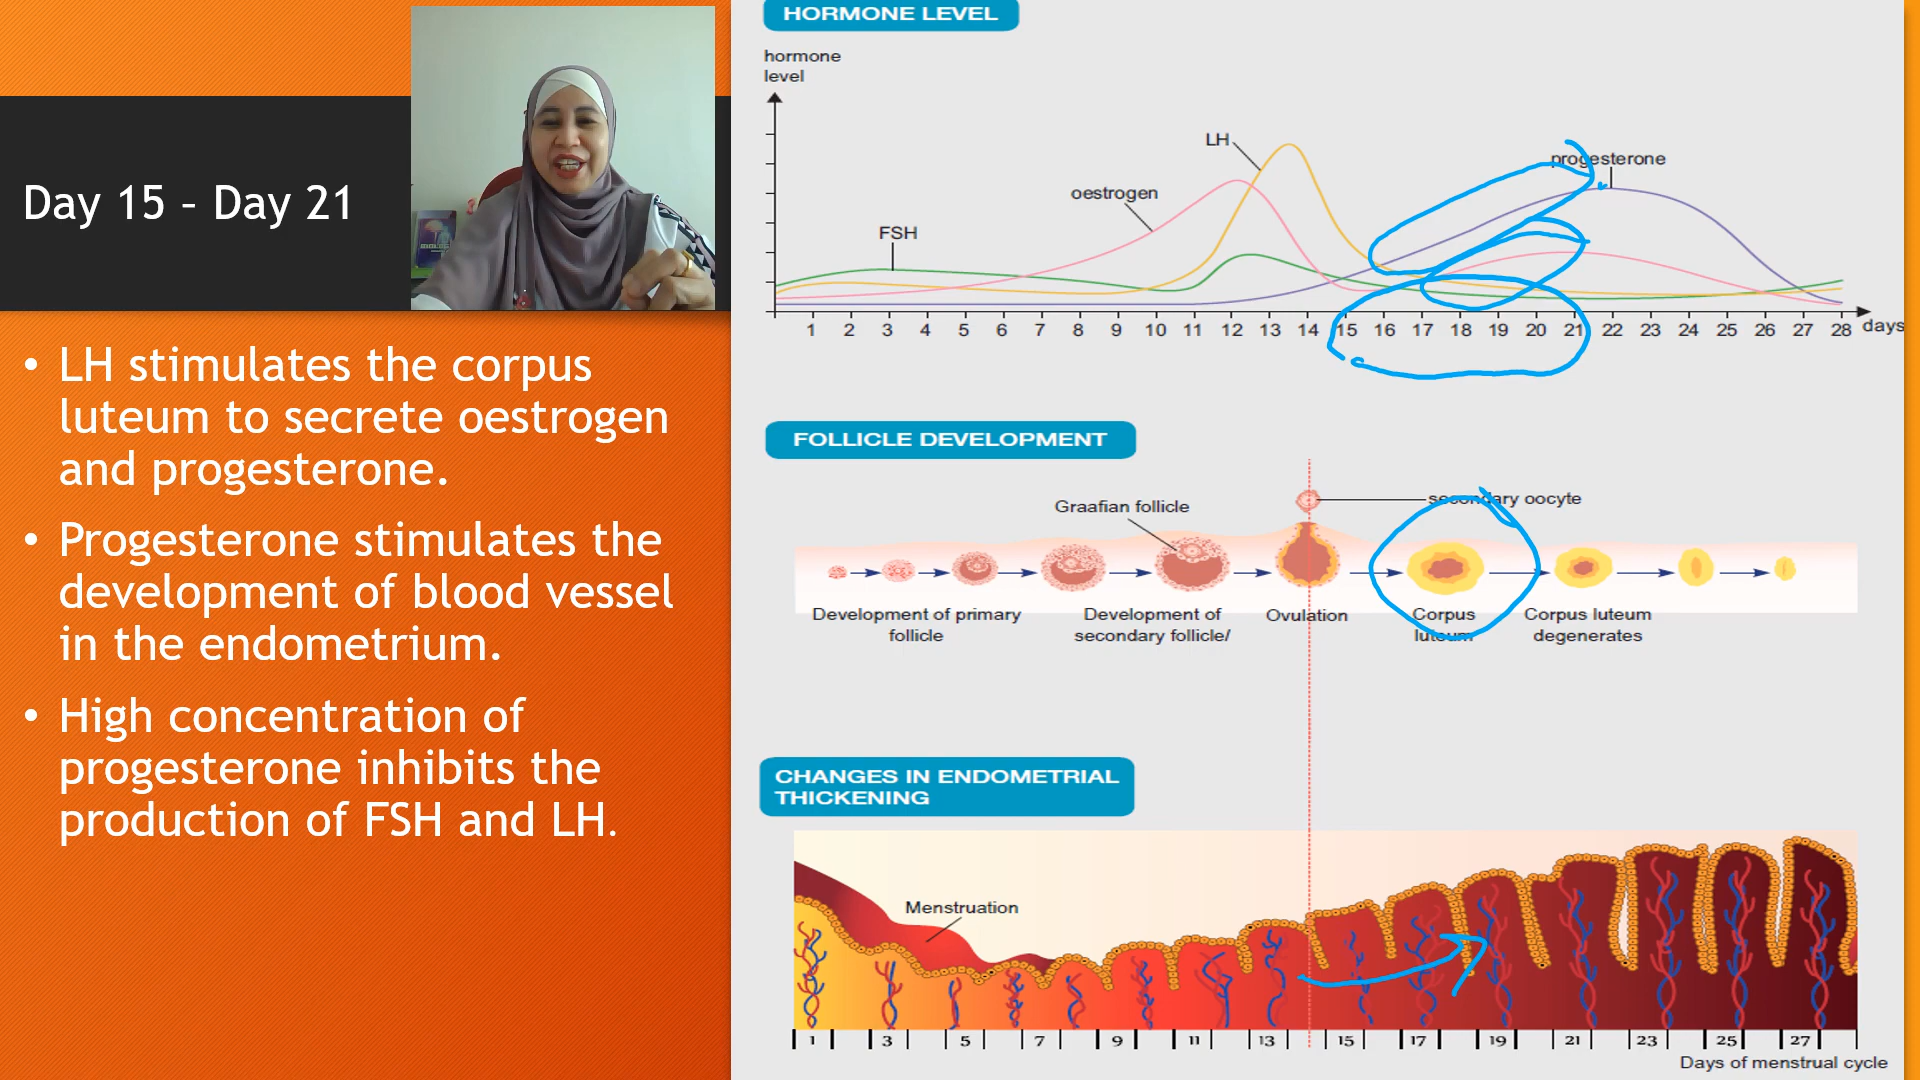 Day 15 – Day 21
• LH stimulates the corpus
luteum to secrete oestrogen
and progesterone.
• Progesterone stimulates the
development of blood vessel
in the endometrium.
• High concentration of
progesterone inhibits the
production of FSH and LH.
HORMONE LEVEL
hormone
level
LH
progesterone
oestrogen
FSH
1 2 3 4 5 6 7 8 9 10 11 12 13 14 15 16 17 18 19 20 21 22 23 24 25 26 27 28 days
FOLLICLE DEVELOPMENT
secondary oocyte
Graafian follicle
Development of primary
follicle
Development of
secondary follicle/
Ovulation
Corpus
luteum
Corpus luteum
degenerates
CHANGES IN ENDOMETRIAL
THICKENING
Menstruation
1 3 5 7 9 11 13 15 17 19 21 23 25 27
Days of menstrual cycle